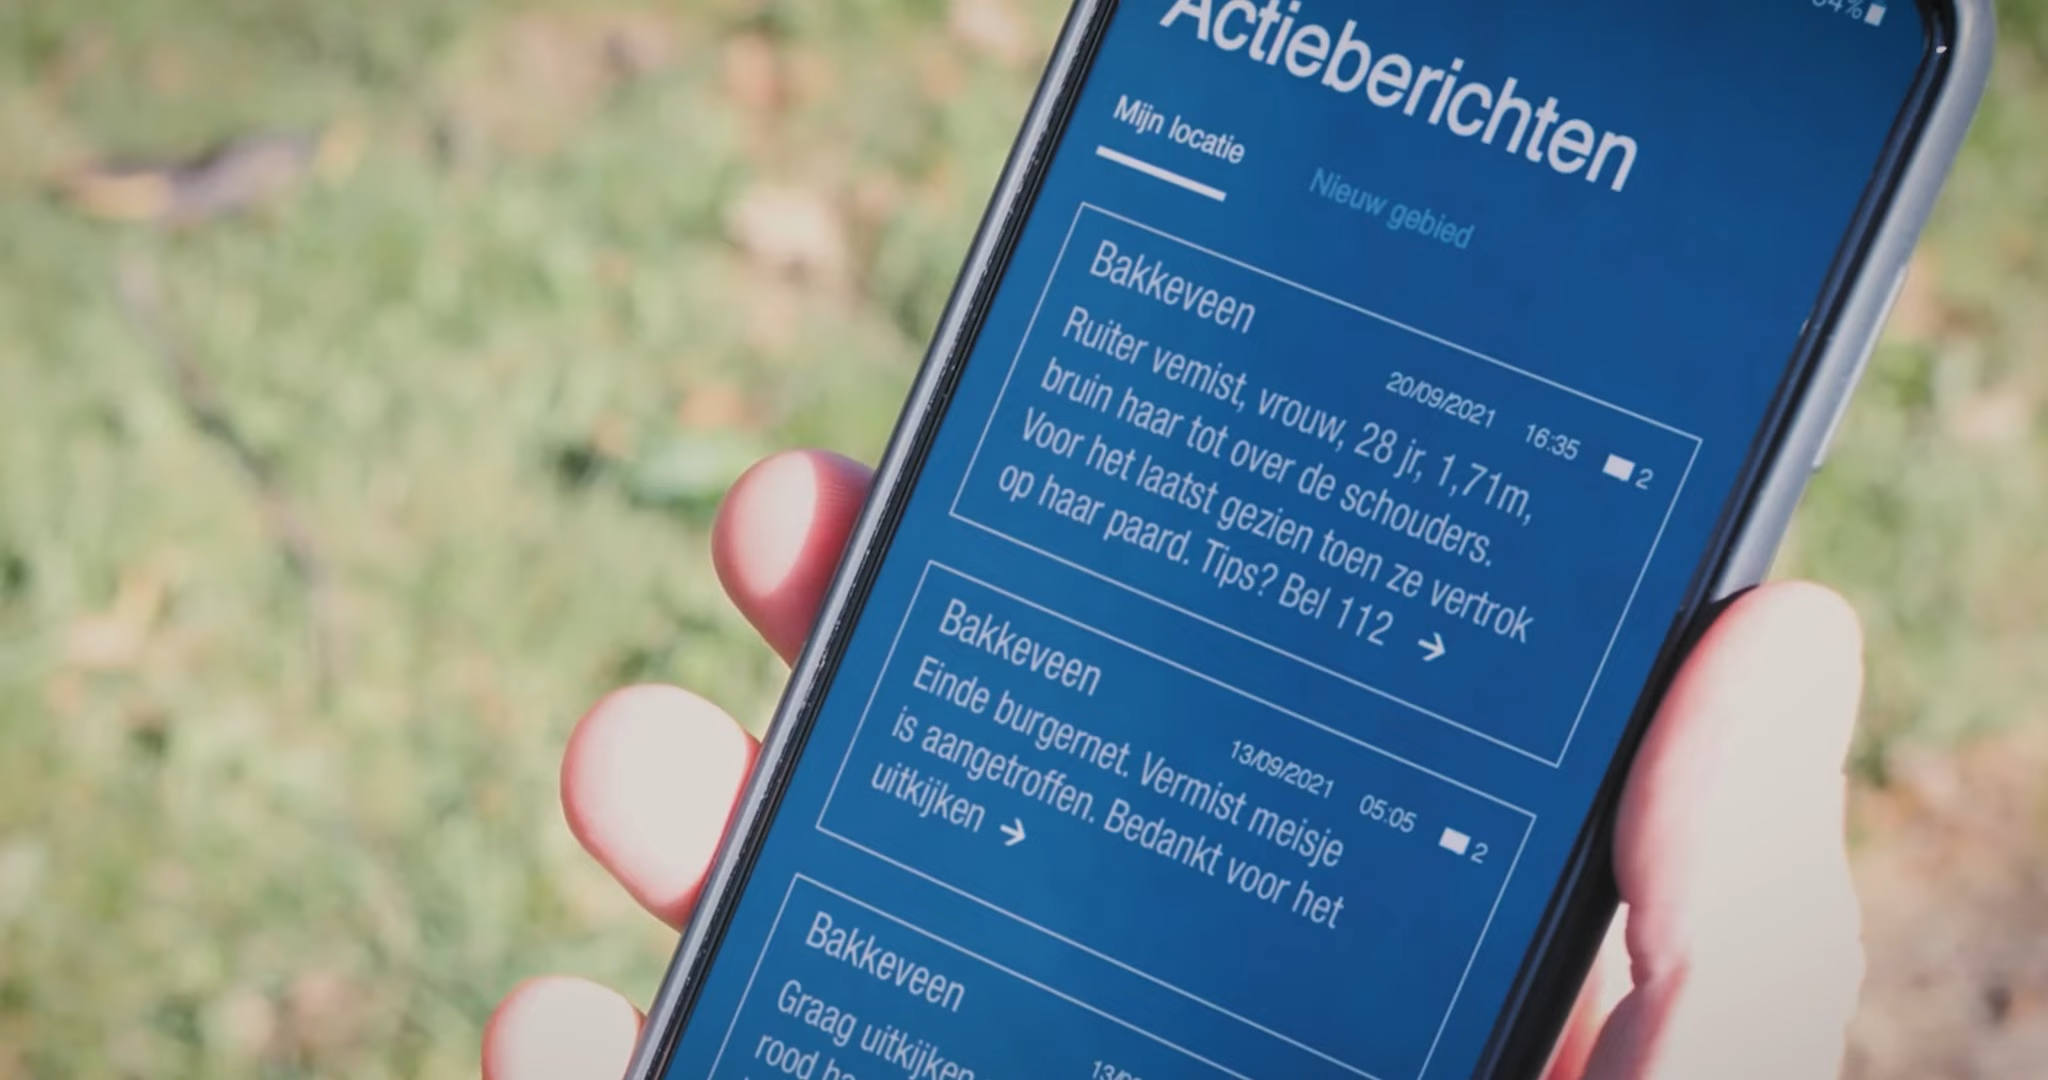 Actieberichten
Mijn locatie
Nieuw gebied
Bakkeveen
20/09/2021 16:35 2
Ruiter vemist, vrouw, 28 jr, 1,71m,
bruin haar tot over de schouders.
Voor het laatst gezien toen ze vertrok
op haar paard. Tips? Bel 112 →
Bakkeveen
13/09/2021 05:05 2
Einde burgernet. Vermist meisje
is aangetroffen. Bedankt voor het
uitkijken →
Bakkeveen
Graag uitkijken
rood